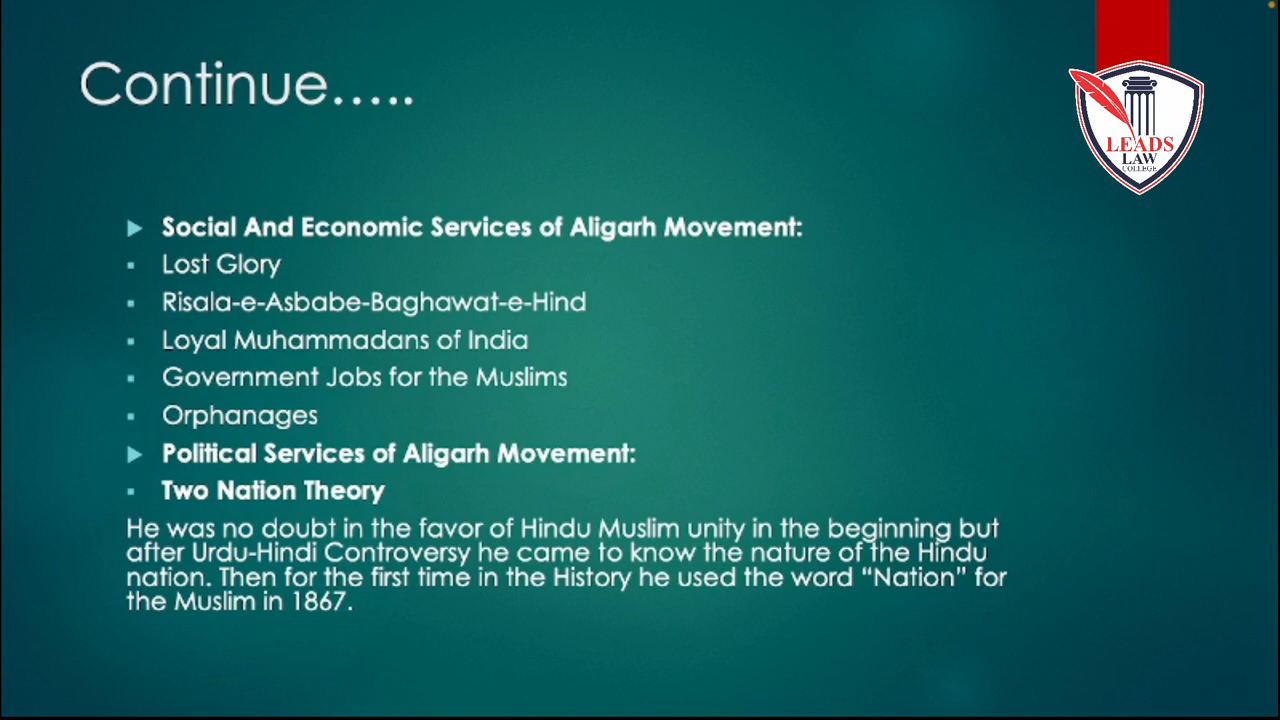 Continue…..
LEADS
LAW
COLLEGE
Social And Economic Services of Aligarh Movement:
Lost Glory
Risala-e-Asbabe-Baghawat-e-Hind
Loyal Muhammadans of India
Government Jobs for the Muslims
Orphanages
Political Services of Aligarh Movement:
Two Nation Theory
He was no doubt in the favor of Hindu Muslim unity in the beginning but
after Urdu-Hindi Controversy he came to know the nature of the Hindu
nation. Then for the first time in the History he used the word “Nation” for
the Muslim in 1867.